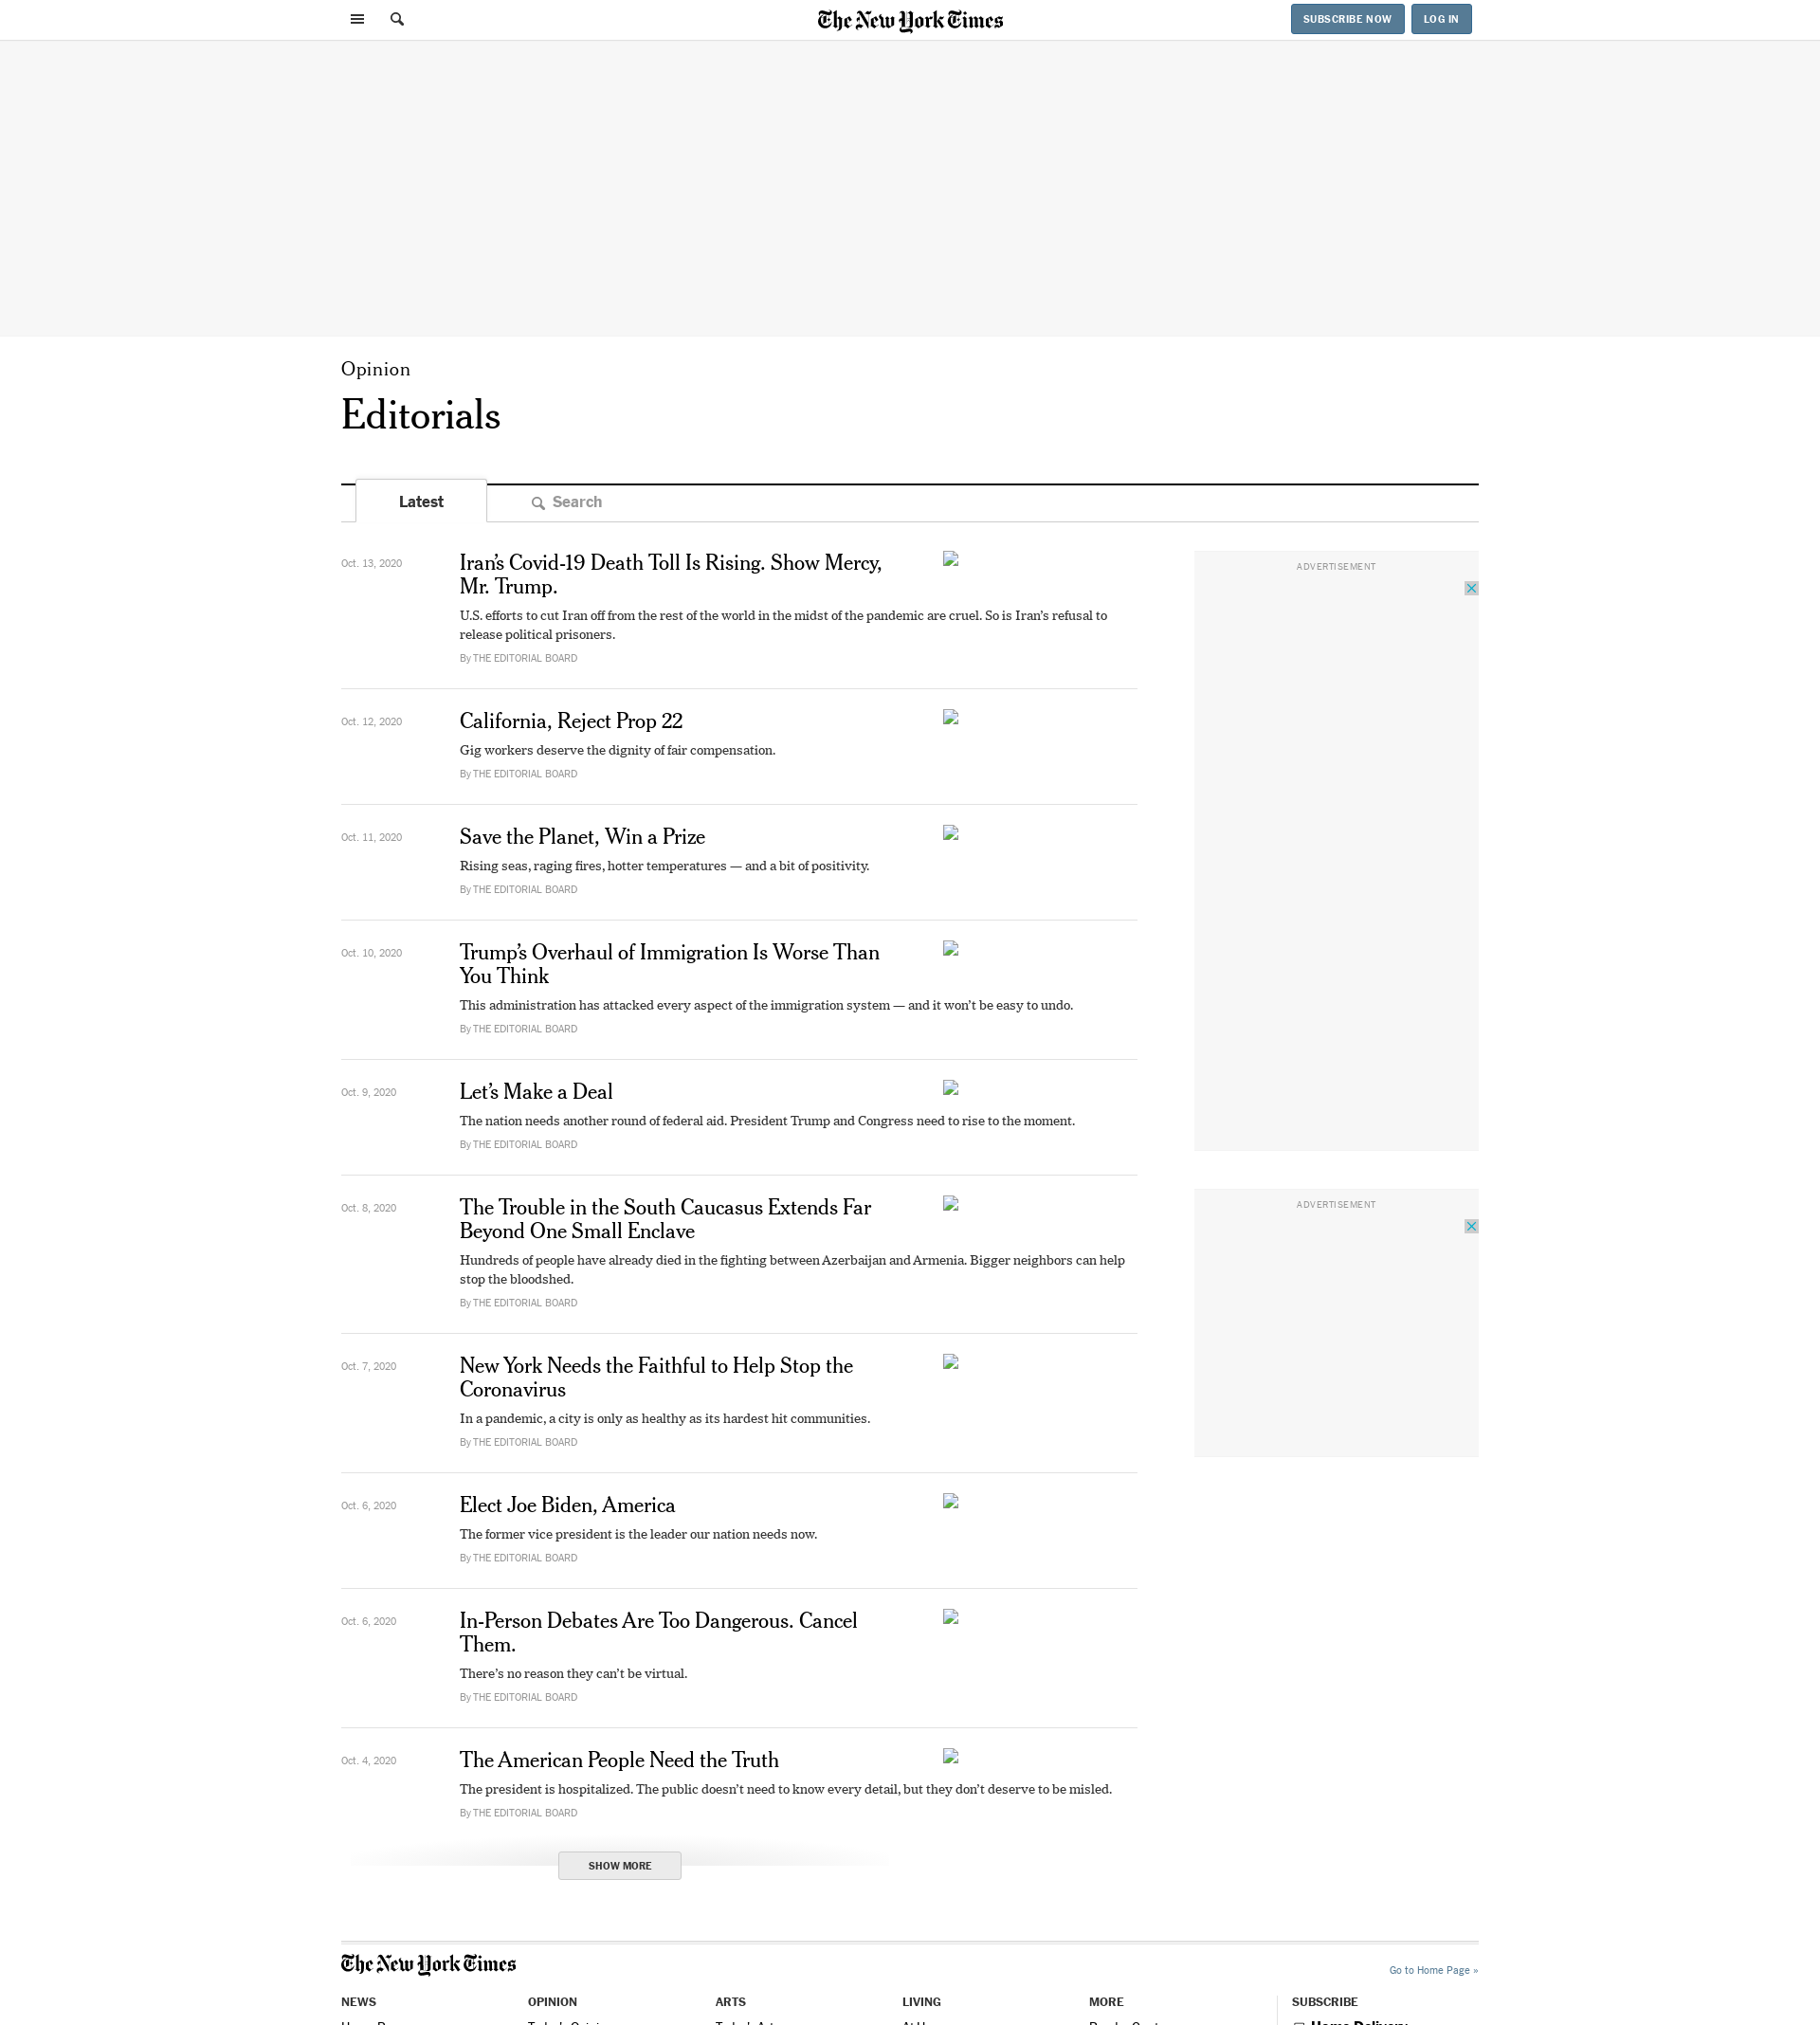 The New York Times
SUBSCRIBE NOW
LOG IN
Opinion
Editorials
Latest
Search
Oct. 13, 2020
Iran’s Covid-19 Death Toll Is Rising. Show Mercy,
Mr. Trump.
U.S. efforts to cut Iran off from the rest of the world in the midst of the pandemic are cruel. So is Iran’s refusal to
release political prisoners.
By THE EDITORIAL BOARD
ADVERTISEMENT
Oct. 12, 2020
California, Reject Prop 22
Gig workers deserve the dignity of fair compensation.
By THE EDITORIAL BOARD
Oct. 11, 2020
Save the Planet, Win a Prize
Rising seas, raging fires, hotter temperatures — and a bit of positivity.
By THE EDITORIAL BOARD
Oct. 10, 2020
Trump’s Overhaul of Immigration Is Worse Than
You Think
This administration has attacked every aspect of the immigration system — and it won’t be easy to undo.
By THE EDITORIAL BOARD
Oct. 9, 2020
Let’s Make a Deal
The nation needs another round of federal aid. President Trump and Congress need to rise to the moment.
By THE EDITORIAL BOARD
Oct. 8, 2020
The Trouble in the South Caucasus Extends Far
Beyond One Small Enclave
Hundreds of people have already died in the fighting between Azerbaijan and Armenia. Bigger neighbors can help
stop the bloodshed.
By THE EDITORIAL BOARD
ADVERTISEMENT
Oct. 7, 2020
New York Needs the Faithful to Help Stop the
Coronavirus
In a pandemic, a city is only as healthy as its hardest hit communities.
By THE EDITORIAL BOARD
Oct. 6, 2020
Elect Joe Biden, America
The former vice president is the leader our nation needs now.
By THE EDITORIAL BOARD
Oct. 6, 2020
In-Person Debates Are Too Dangerous. Cancel
Them.
There’s no reason they can’t be virtual.
By THE EDITORIAL BOARD
Oct. 4, 2020
The American People Need the Truth
The president is hospitalized. The public doesn’t need to know every detail, but they don’t deserve to be misled.
By THE EDITORIAL BOARD
SHOW MORE
The New York Times
Go to Home Page »
NEWS
OPINION
ARTS
LIVING
MORE
SUBSCRIBE
Home Delivery